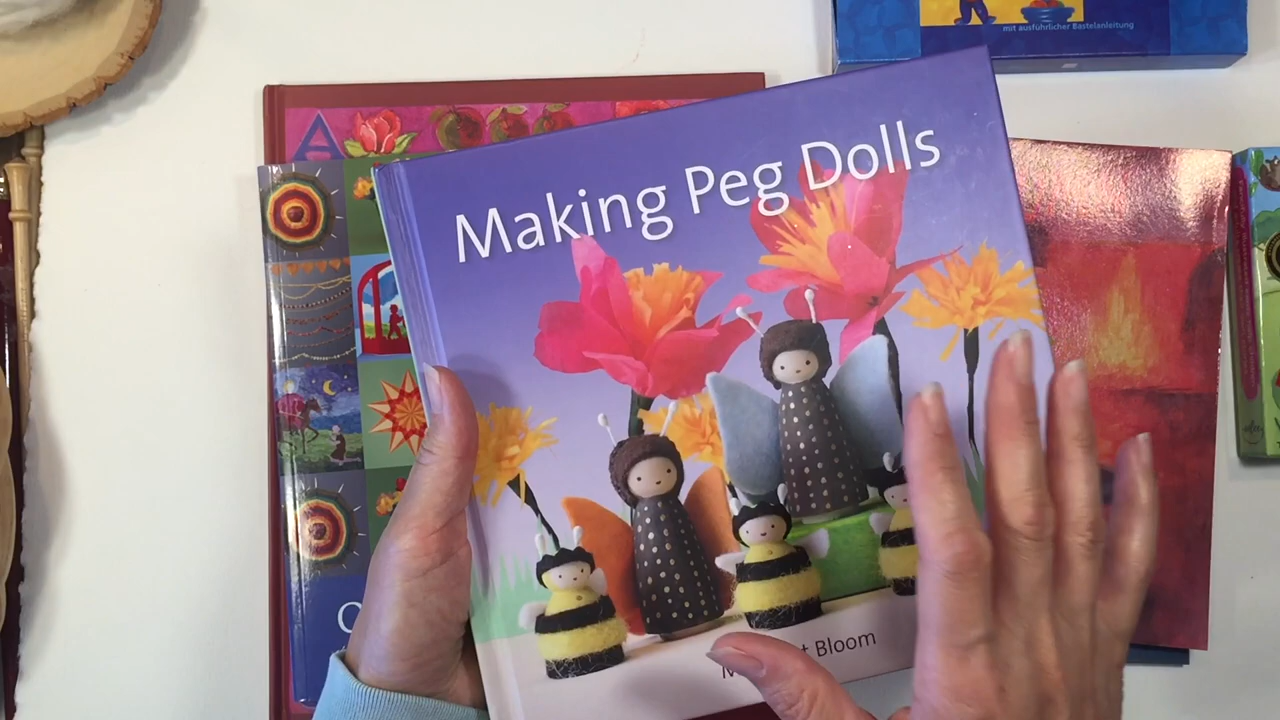 mit ausführlicher Bastelanleitung
A
Making Peg Dolls
t Bloom